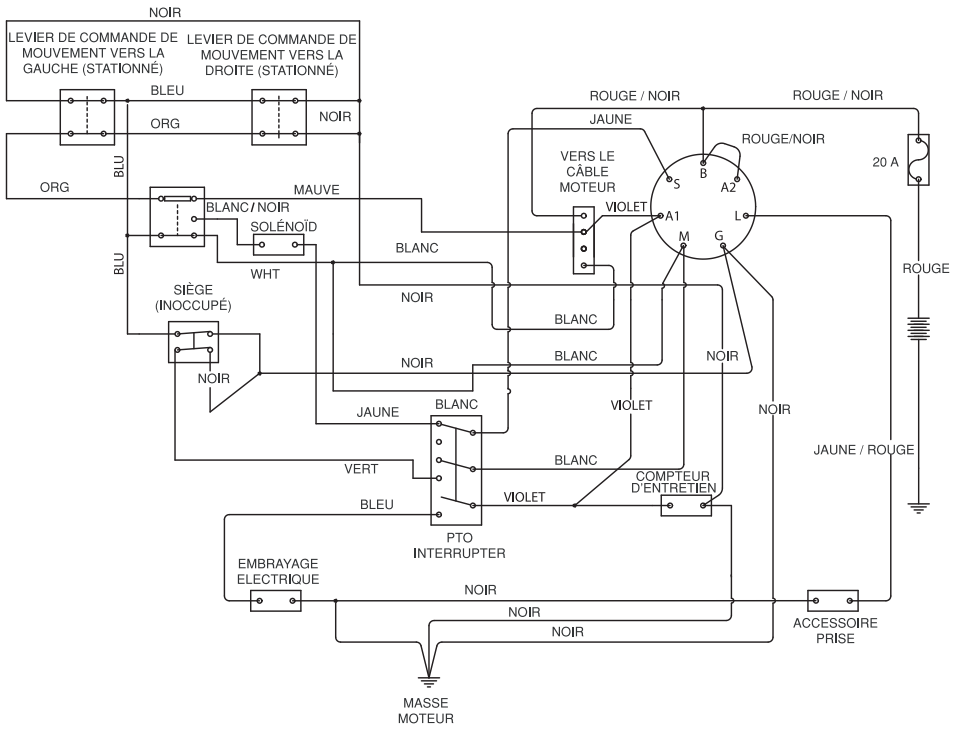 NOIR
LEVIER DE COMMANDE DE
MOUVEMENT VERS LA
GAUCHE (STATIONNÉ)
LEVIER DE COMMANDE DE
MOUVEMENT VERS LA
DROITE (STATIONNÉ)
BLEU
NOIR
ORG
BLU
ORG
MAUVE
BLANC/NOIR
SOLÉNOÏD
BLANC
WHT
BLU
NOIR
SIÈGE
(INOCCUPÉ)
NOIR
NOIR
ROUGE / NOIR
ROUGE / NOIR
JAUNE
ROUGE/NOIR
VERS LE
CÂBLE
MOTEUR
20 A
B
S
A2
VIOLET
A1
L
M
G
ROUGE
BLANC
BLANC
NOIR
BLANC
JAUNE
VIOLET
NOIR
VERT
BLANC
JAUNE / ROUGE
COMPTEUR
D'ENTRETIEN
VIOLET
BLEU
PTO
INTERRUPTER
EMBRAYAGE
ELECTRIQUE
NOIR
NOIR
NOIR
ACCESSOIRE
PRISE
MASSE
MOTEUR